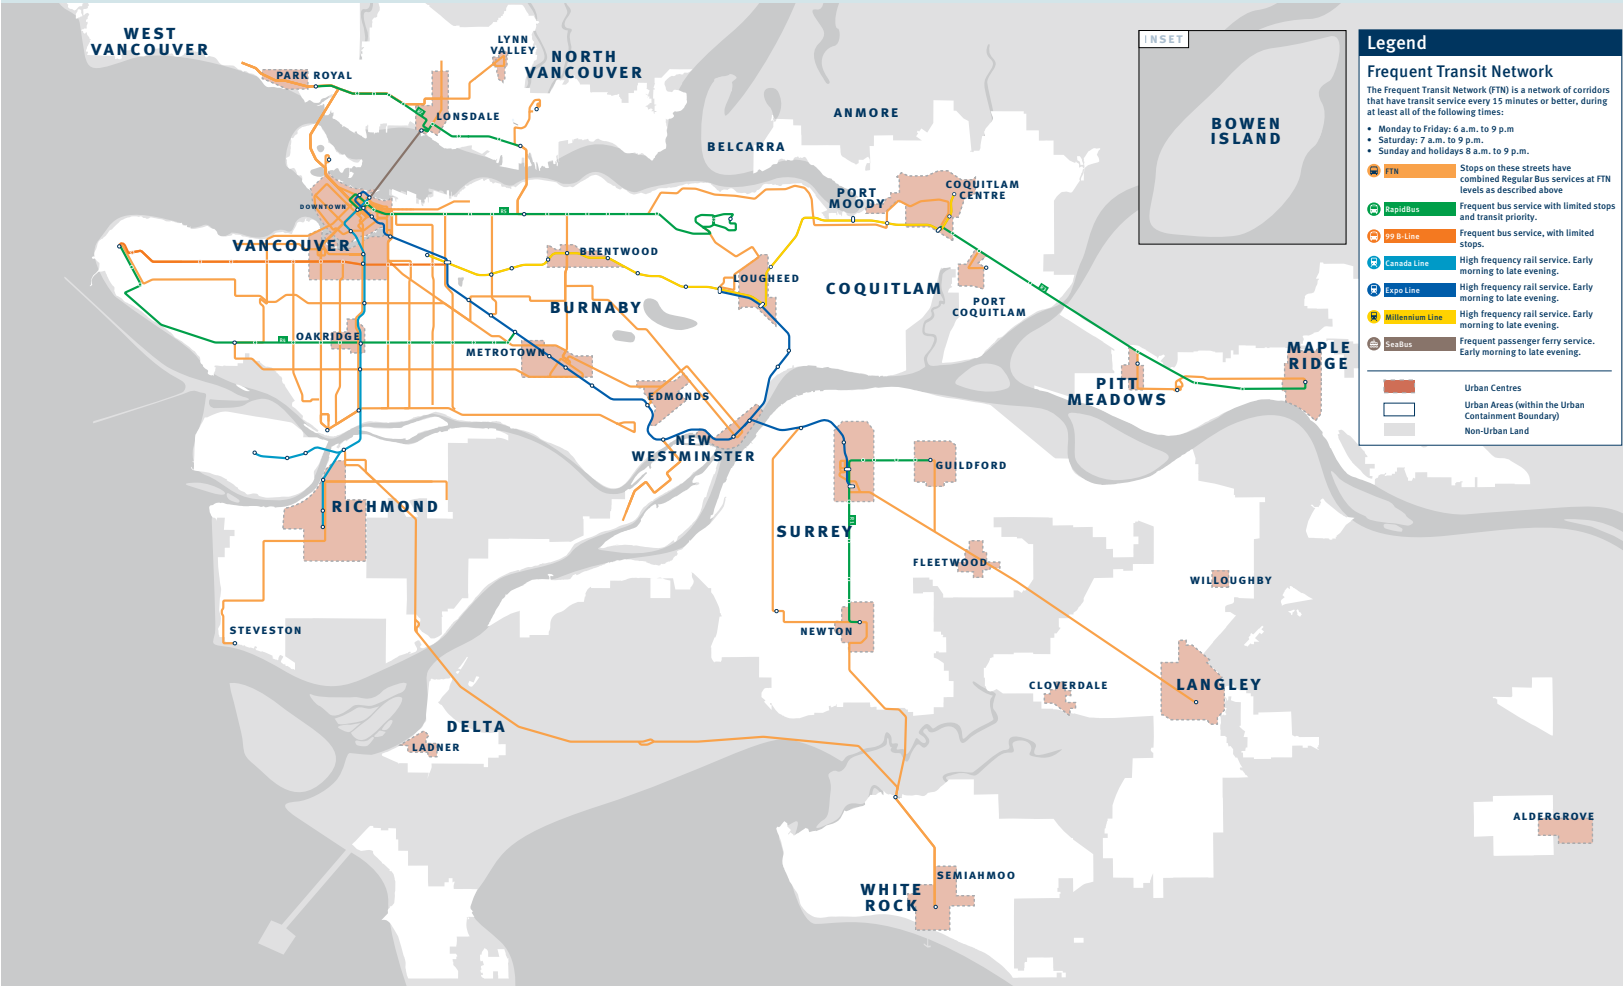 WEST
VANCOUVER
LYNN
VALLEY
NORTH
VANCOUVER
PARK ROYAL
LONSDALE
ANMORE
BELCARRA
DOWNTOWN
VANCOUVER
BRENTWOOD
BURNABY
LOUGHEED
PORT
MOODY
COQUITLAM
CENTRE
COQUITLAM
PORT
COQUITLAM
OAKRIDGE
METROTOWN
EDMONDS
NEW
WESTMINSTER
PITT
MEADOWS
MAPLE
RIDGE
GUILDFORD
RICHMOND
SURREY
FLEETWOOD
WILLOUGHBY
STEVESTON
NEWTON
CLOVERDALE
LANGLEY
DELTA
LADNER
ALDERGROVE
SEMIAHMOO
WHITE
ROCK
INSET
BOWEN
ISLAND
Legend
Frequent Transit Network
The Frequent Transit Network (FTN) is a network of corridors
that have transit service every 15 minutes or better, during
at least all of the following times:
• Monday to Friday: 6 a.m. to 9 p.m
• Saturday: 7 a.m. to 9 p.m.
• Sunday and holidays 8 a.m. to 9 p.m.
FTN
Stops on these streets have
combined Regular Bus services at FTN
levels as described above
RapidBus
Frequent bus service with limited stops
and transit priority.
99 B-Line
Frequent bus service, with limited
stops.
Canada Line
High frequency rail service. Early
morning to late evening.
Expo Line
High frequency rail service. Early
morning to late evening.
Millennium Line
High frequency rail service. Early
morning to late evening.
SeaBus
Frequent passenger ferry service.
Early morning to late evening.
Urban Centres
Urban Areas (within the Urban
Containment Boundary)
Non-Urban Land